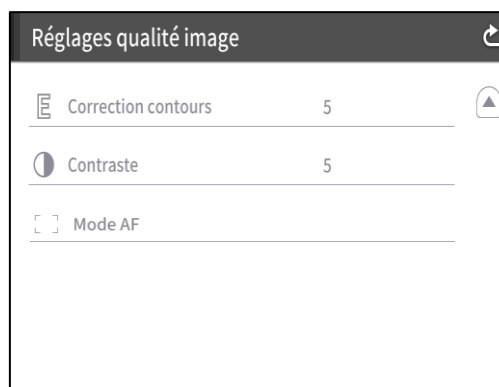 Réglages qualité image
Correction contours 5
Contraste 5
Mode AF